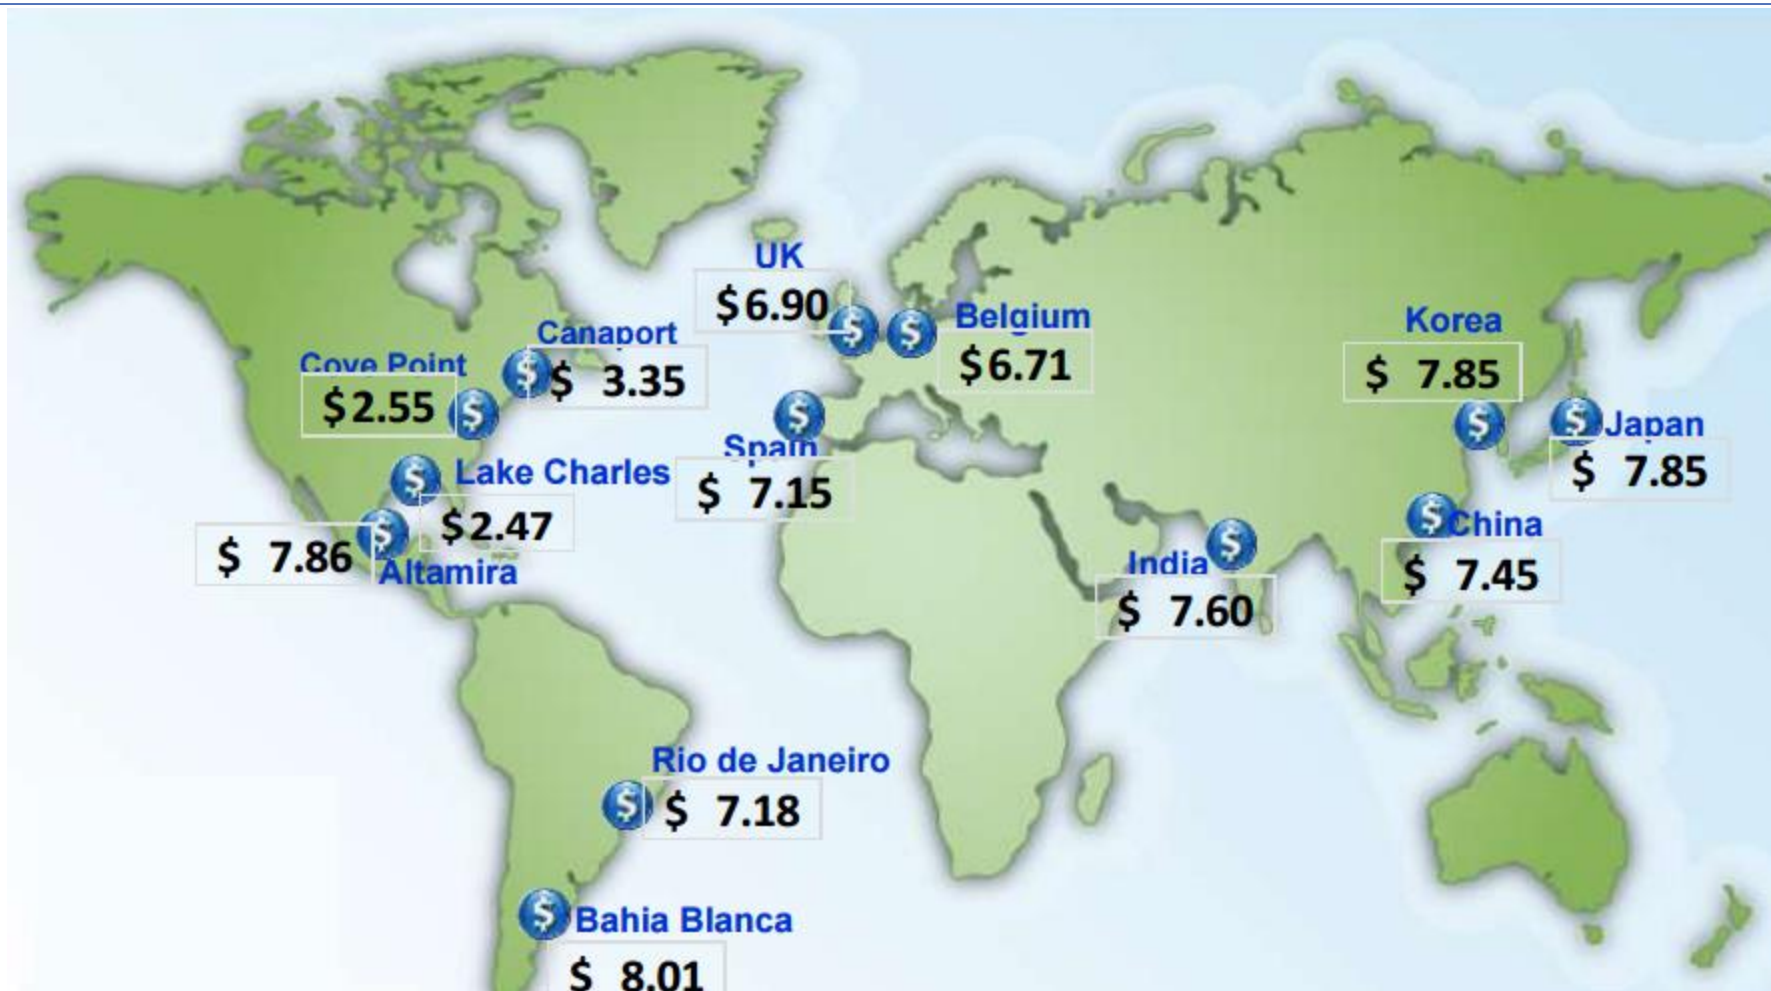 UK
$6.90
Belgium
$6.71
Korea
$ 7.85
Canaport
$ 3.35
Cove Point
$2.55
Japan
$ 7.85
Spain
$ 7.15
Lake Charles
$2.47
China
$ 7.45
$ 7.86
Altamira
India
$ 7.60
Rio de Janeiro
$ 7.18
Bahia Blanca
$ 8.01